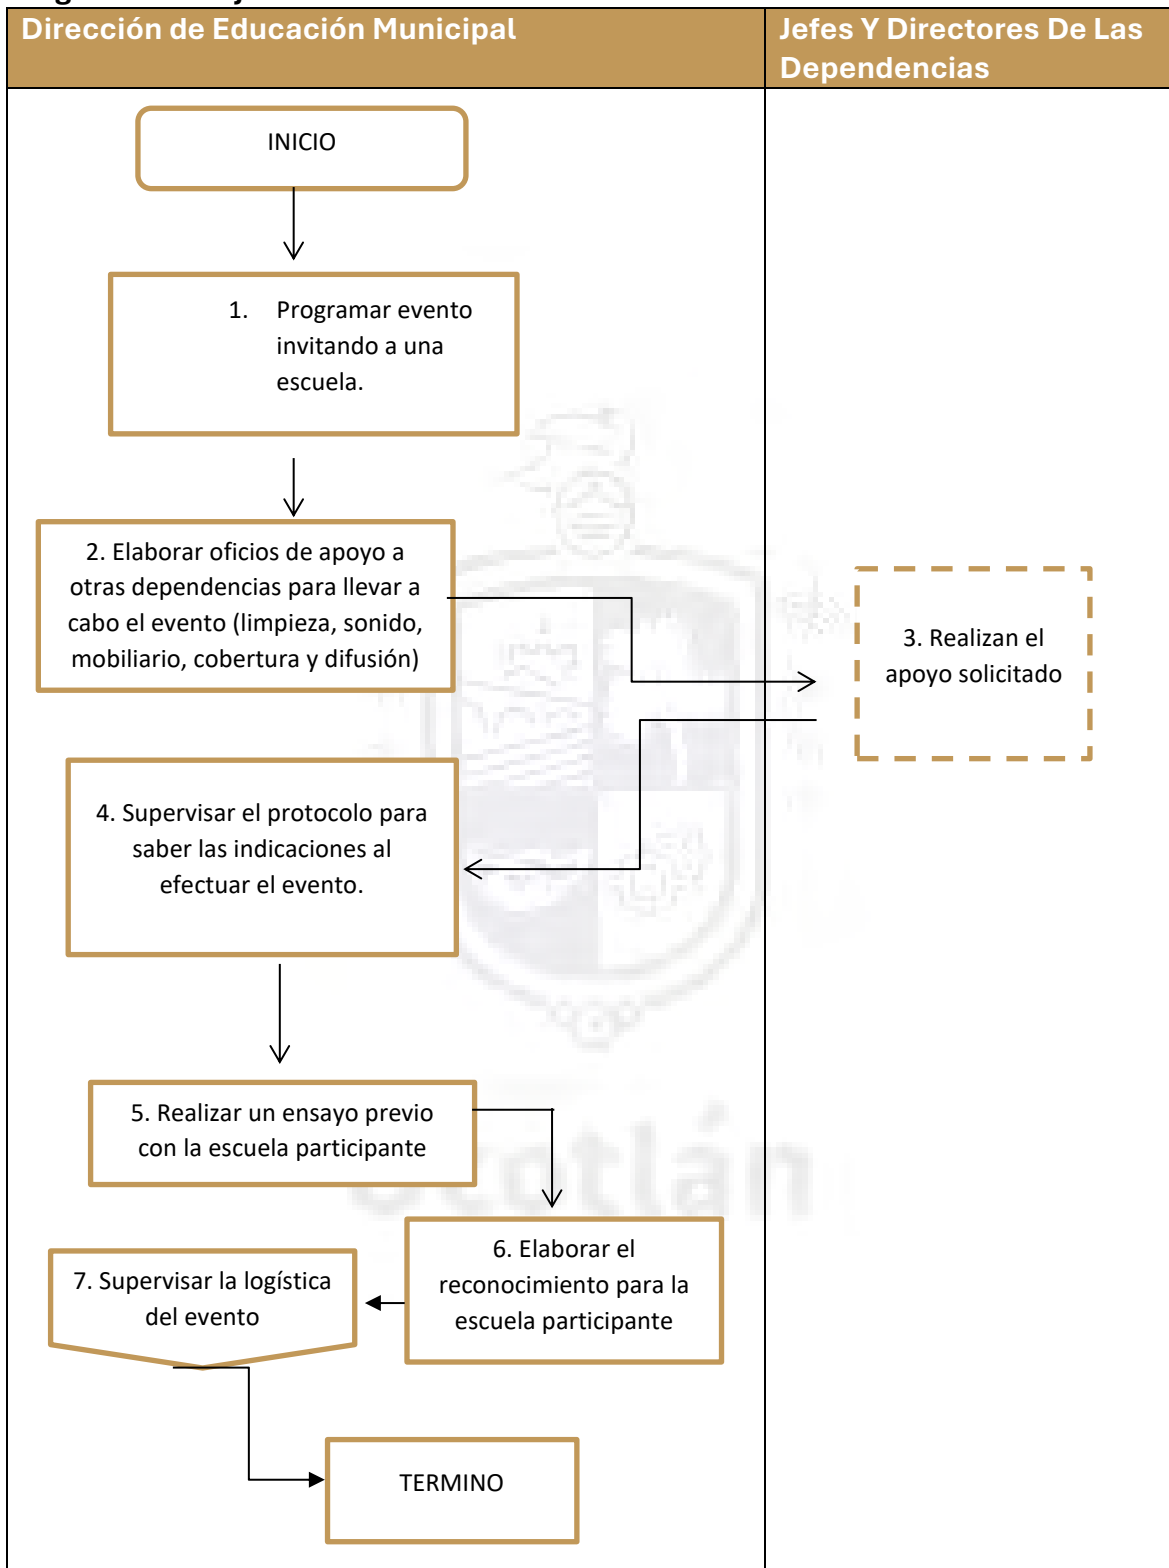 Dirección de Educación Municipal
Jefes Y Directores De Las
Dependencias
INICIO
1. Programar evento
invitando a una
escuela.
2. Elaborar oficios de apoyo a
otras dependencias para llevar a
cabo el evento (limpieza, sonido,
mobiliario, cobertura y difusión)
3. Realizan el
apoyo solicitado
4. Supervisar el protocolo para
saber las indicaciones al
efectuar el evento.
5. Realizar un ensayo previo
con la escuela participante
Ocotlán
6. Elaborar el
reconocimiento para la
escuela participante
7. Supervisar la logística
del evento
TERMINO